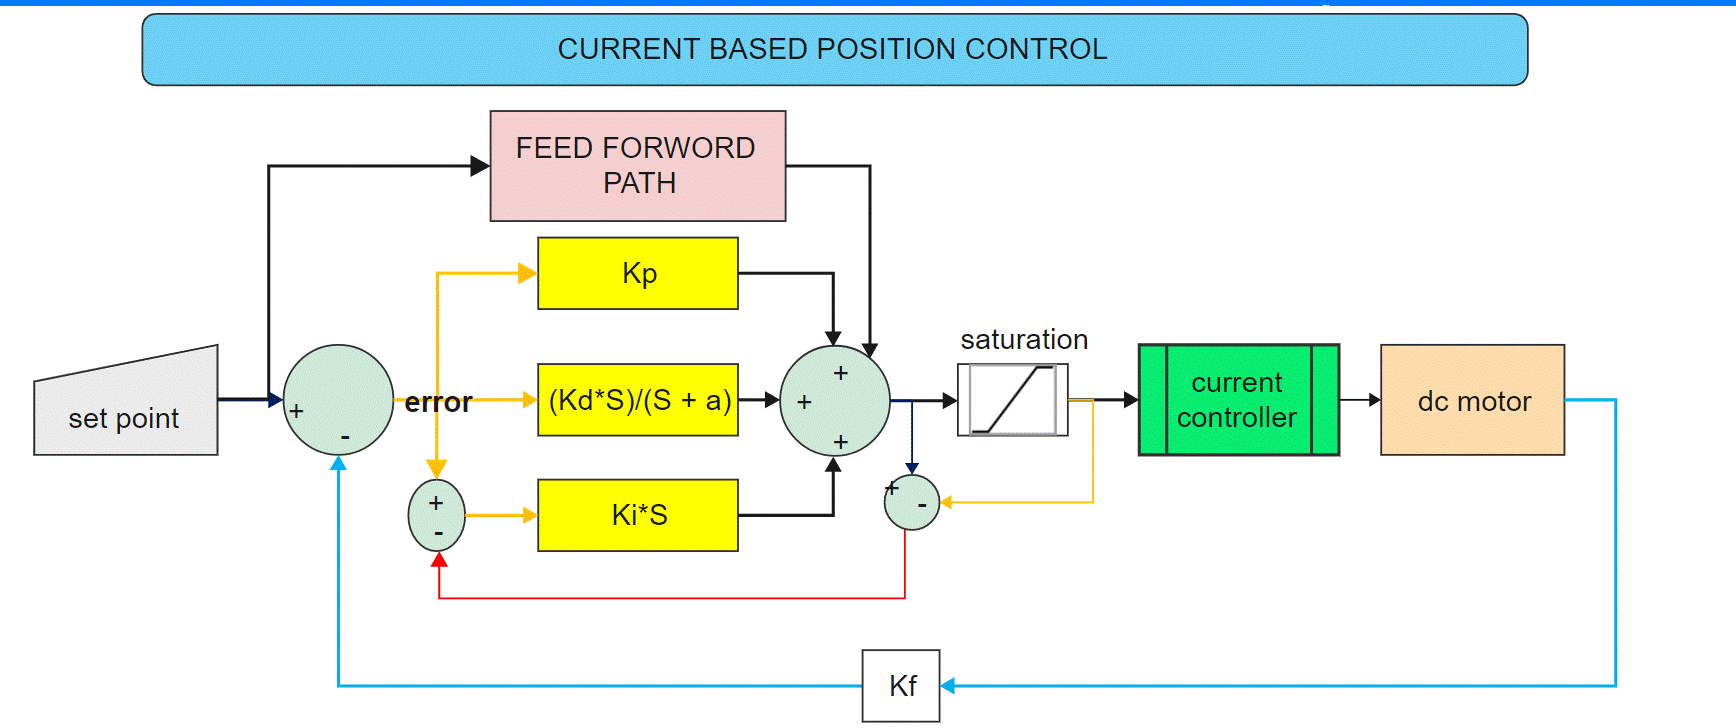 CURRENT BASED POSITION CONTROL
FEED FORWORD
PATH
Kp
saturation
set point
+
-
error
(Kd*S)/(S + a)
+
+
+
current
controller
dc motor
+
-
Ki*S
+
-
Kf